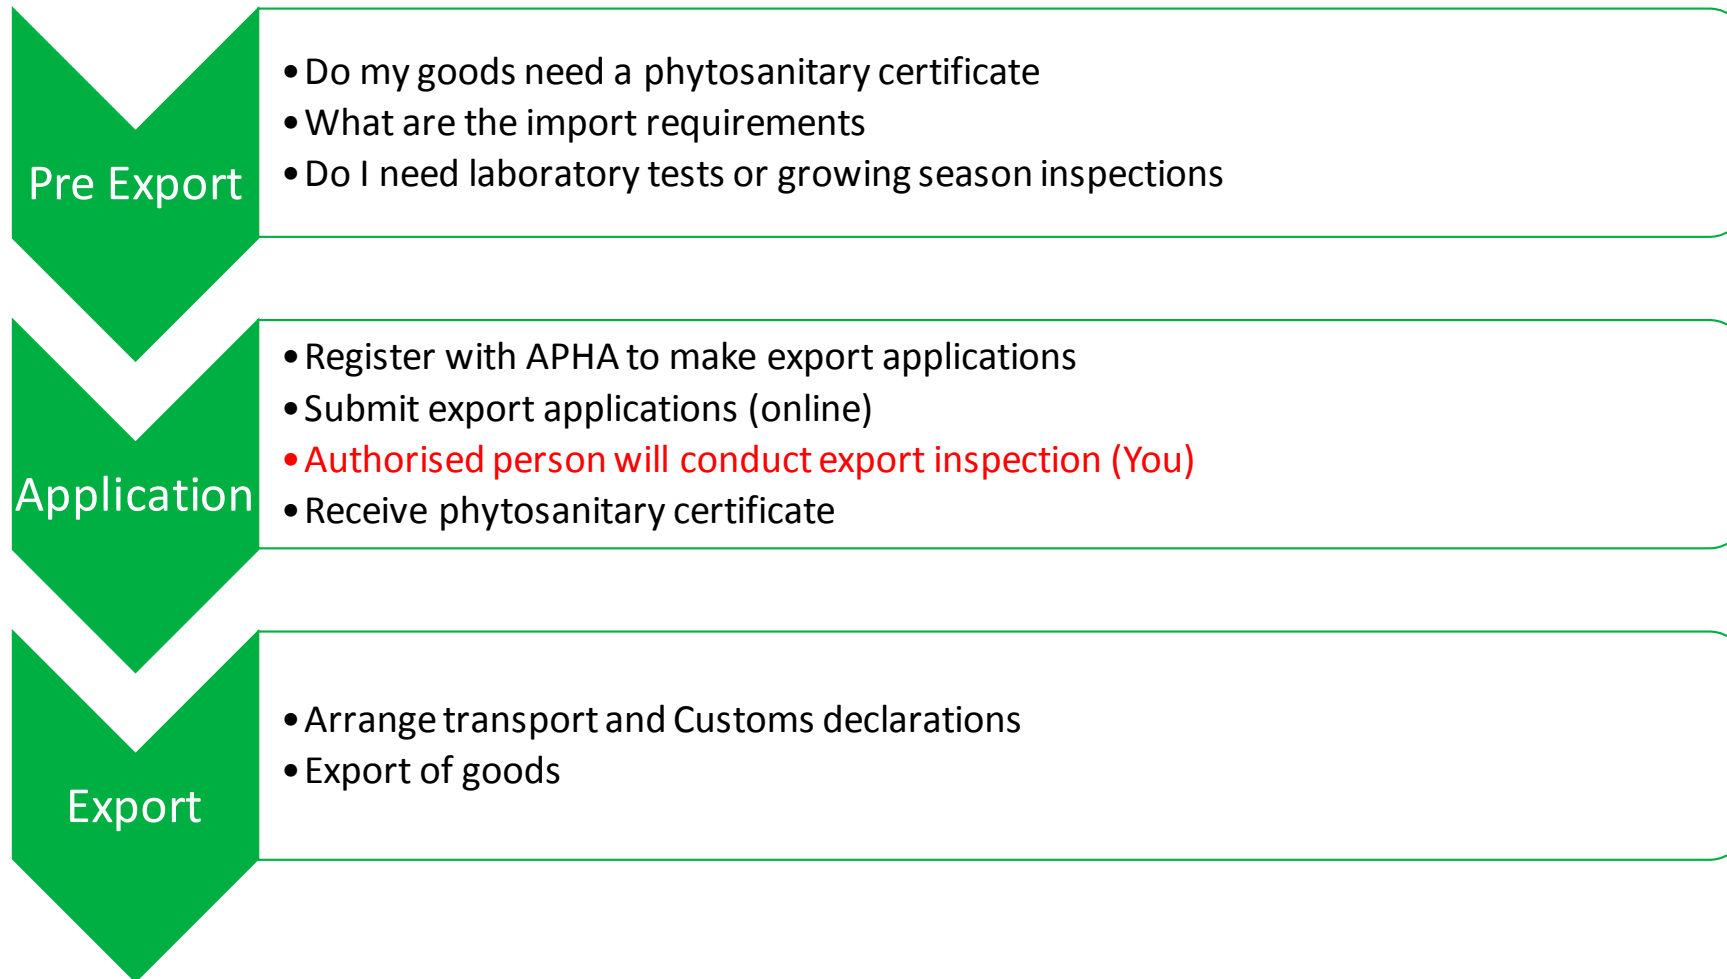 Pre Export
•Do my goods need a phytosanitary certificate
•What are the import requirements
•Do I need laboratory tests or growing season inspections
Application
•Register with APHA to make export applications
•Submit export applications (online)
•Authorised person will conduct export inspection (You)
•Receive phytosanitary certificate
Export
•Arrange transport and Customs declarations
•Export of goods